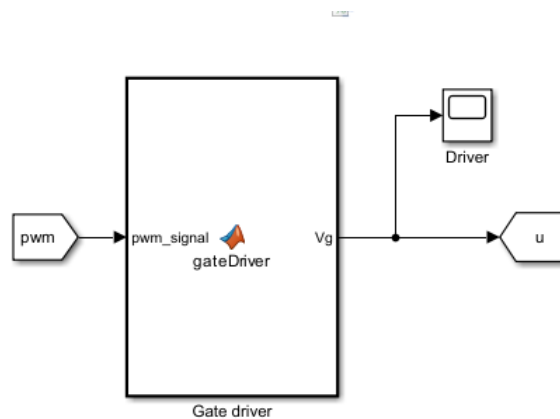 Driver
pwm
pwm_signal
gateDriver
Vg
u
Gate driver